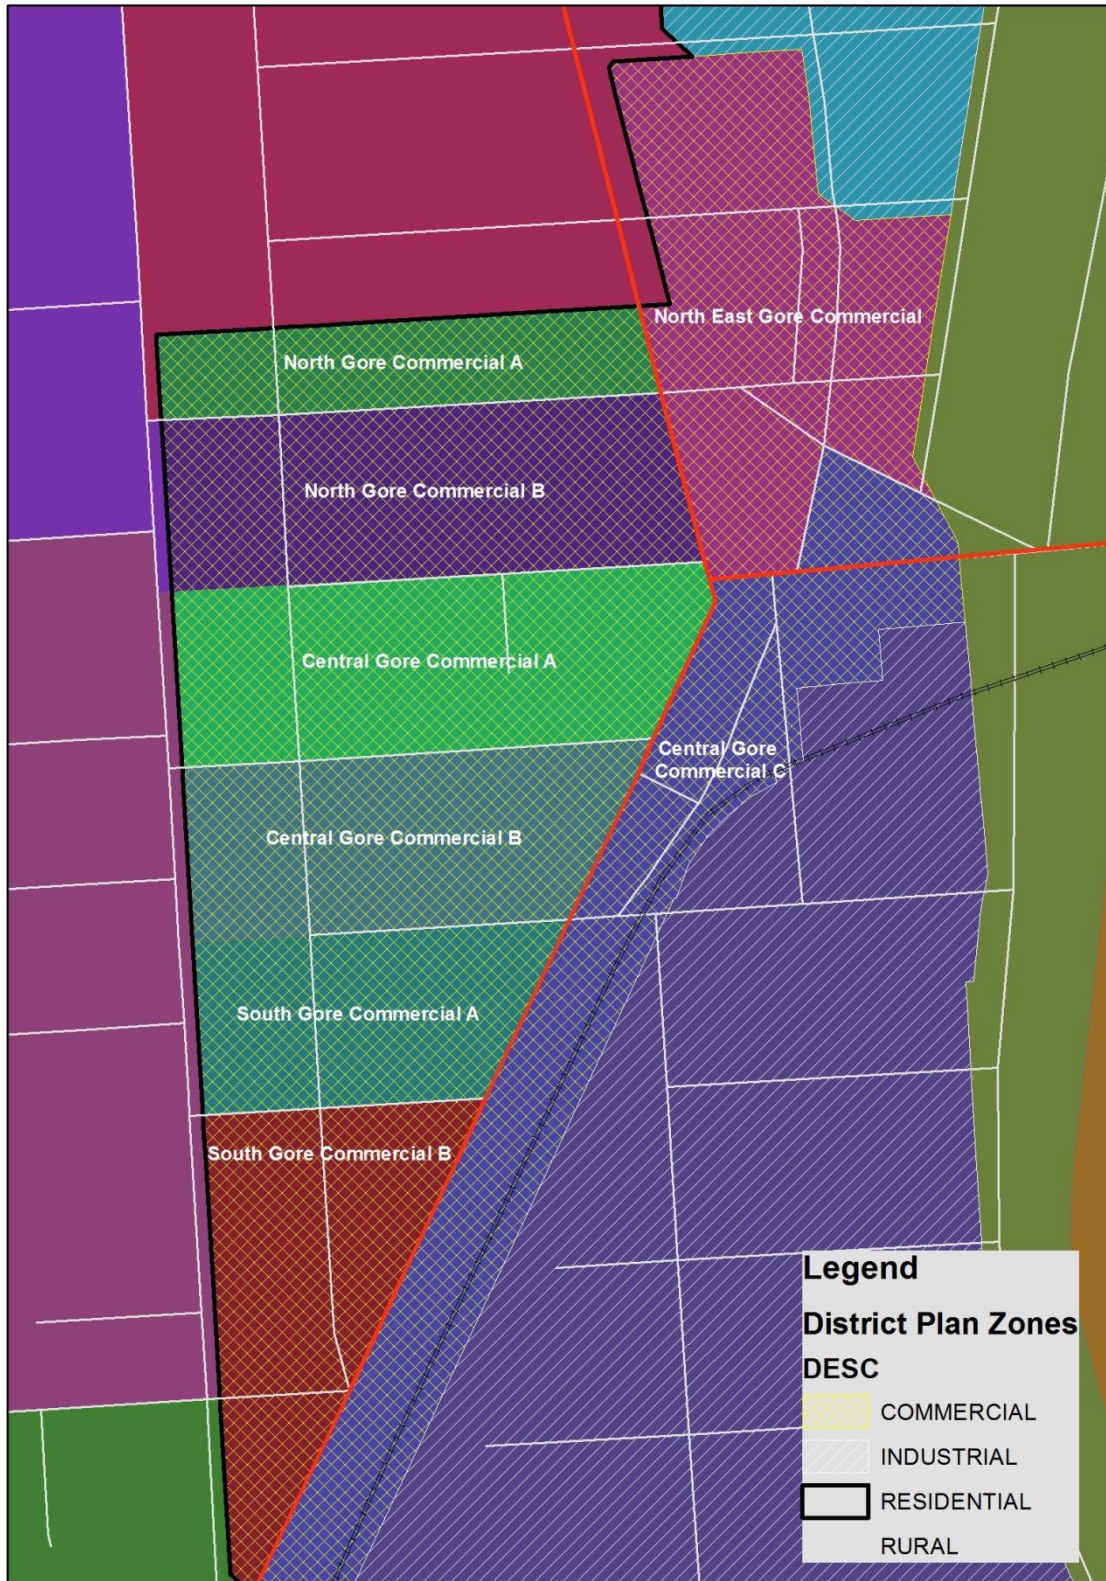 North East Gore Commercial
North Gore Commercial A
North Gore Commercial B
Central Gore Commercial A
Central Gore
Commercial C
Central Gore Commercial B
South Gore Commercial A
South Gore Commercial B
Legend
District Plan Zones
DESC
COMMERCIAL
INDUSTRIAL
RESIDENTIAL
RURAL